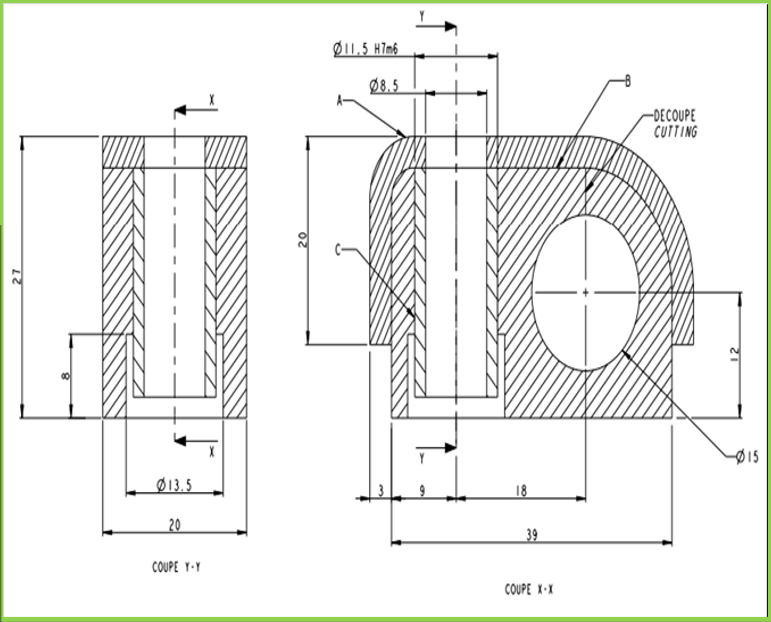 Y
Ø11.5 H7m6
Ø8.5
A
B
DECOUPE
CUTTING
X
27
20
C
8
12
X
Y
Ø15
Ø13.5
3
9
18
20
39
COUPE Y-Y
COUPE X-X